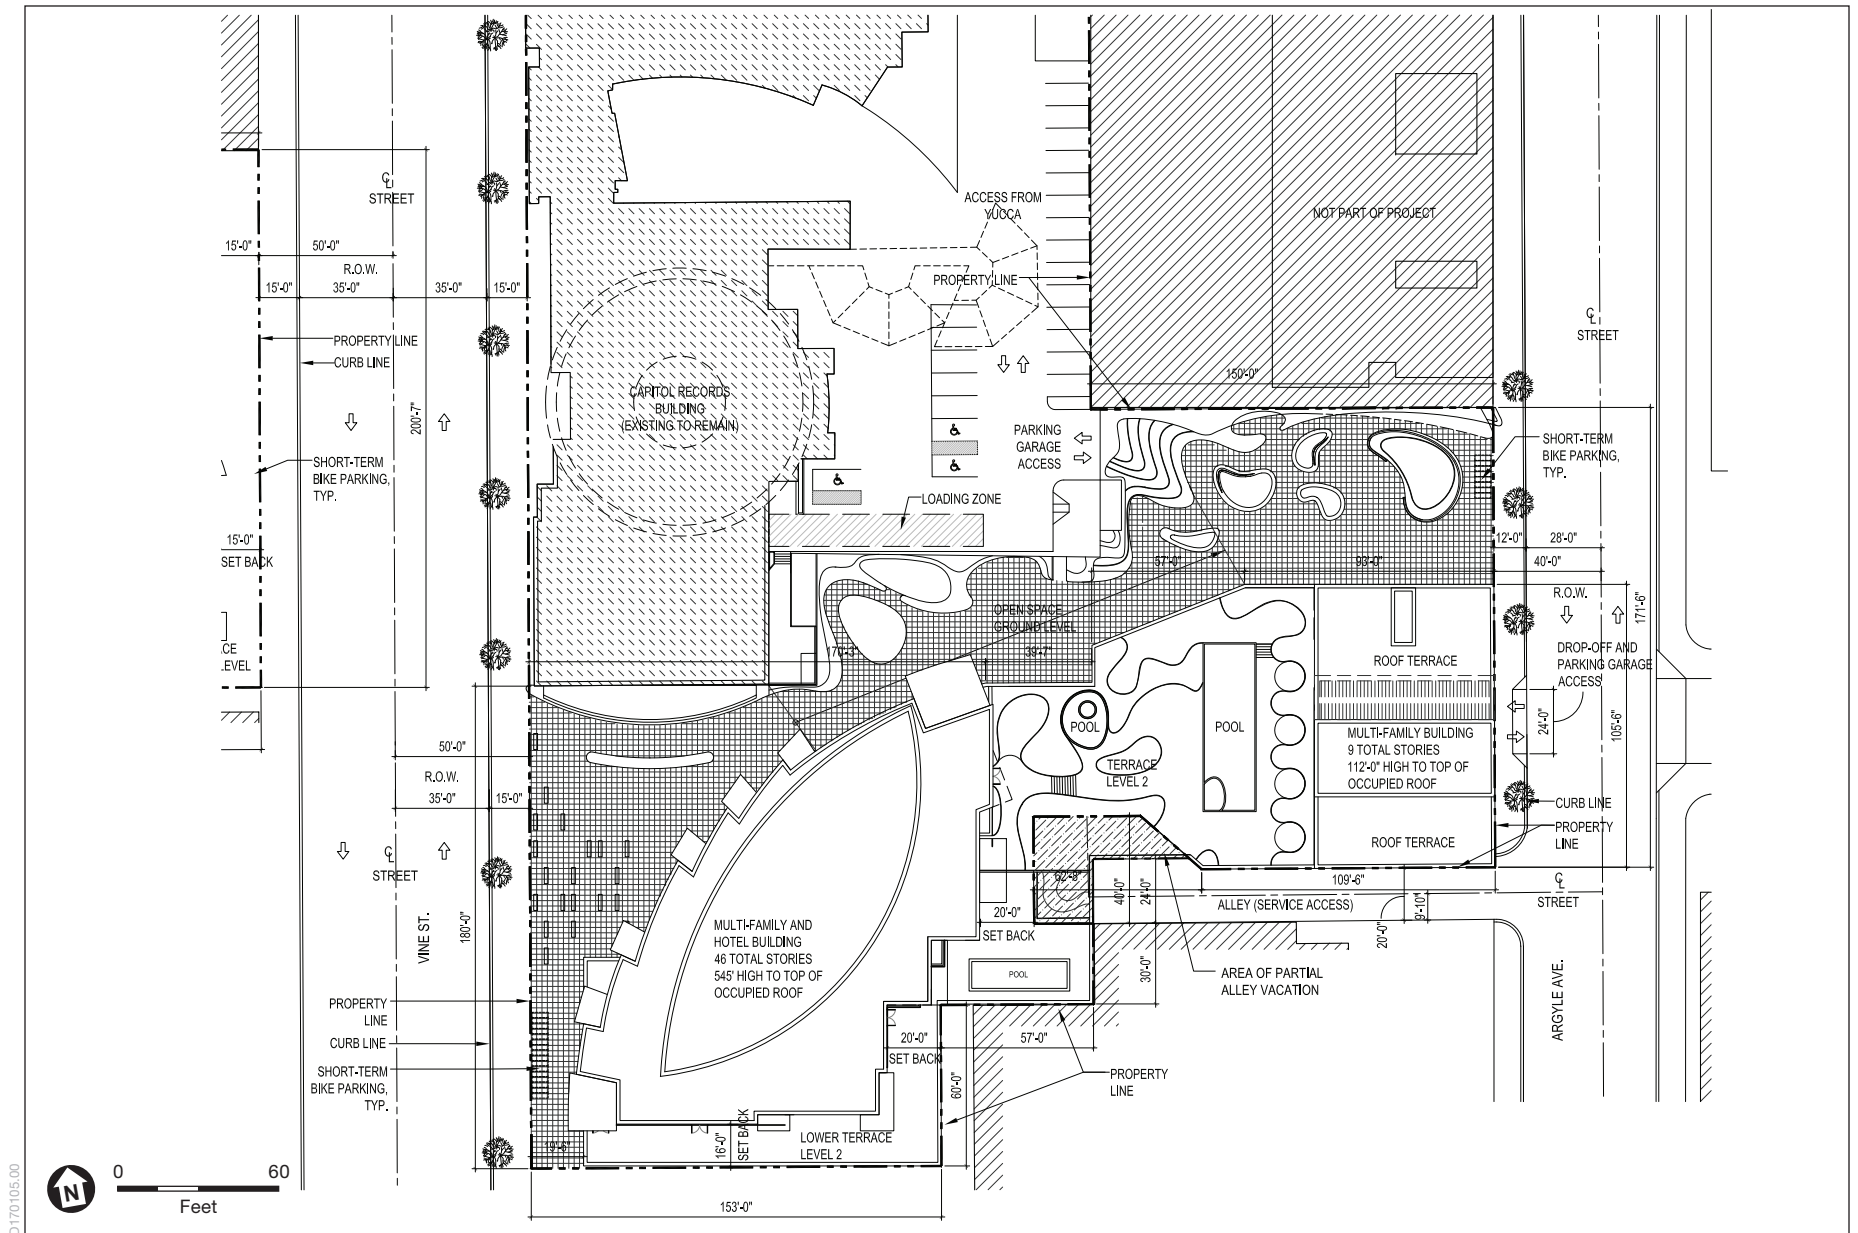 ℄
STREET
15'-0"
50'-0"
R.O.W.
15'-0"
35'-0"
35'-0"
15'-0"
PROPERTY LINE
CURB LINE
200'-7"
SHORT-TERM
BIKE PARKING,
TYP.
15'-0"
SET BACK
CE
LEVEL
CAPITOL RECORDS
BUILDING
(EXISTING TO REMAIN)
ACCESS FROM
YUCCA
PROPERTY LINE
NOT PART OF PROJECT
℄
STREET
150'-0"
PARKING
GARAGE
ACCESS
LOADING ZONE
SHORT-TERM
BIKE PARKING,
TYP.
12'-0"
28'-0"
57'-0"
93'-0"
40'-0"
R.O.W.
171'-6"
OPEN SPACE
GROUND LEVEL
170'-3"
39'-7"
ROOF TERRACE
DROP-OFF AND
PARKING GARAGE
ACCESS
24'-0"
105'-6"
POOL
POOL
MULTI-FAMILY BUILDING
9 TOTAL STORIES
112'-0" HIGH TO TOP OF
OCCUPIED ROOF
TERRACE
LEVEL 2
50'-0"
R.O.W.
35'-0"
15'-0"
CURB LINE
PROPERTY
LINE
ROOF TERRACE
℄
STREET
62'-8"
109'-6"
℄
STREET
40'-0"
24'-0"
ALLEY (SERVICE ACCESS)
9'-10"
20'-0"
20'-0"
SET BACK
VINE ST.
180'-0"
MULTI-FAMILY AND
HOTEL BUILDING
46 TOTAL STORIES
545' HIGH TO TOP OF
OCCUPIED ROOF
POOL
30'-0"
AREA OF PARTIAL
ALLEY VACATION
ARGYLE AVE.
PROPERTY
LINE
CURB LINE
20'-0"
SET BACK
57'-0"
SHORT-TERM
BIKE PARKING,
TYP.
60'-0"
PROPERTY
LINE
19'-6"
16'-0"
SET BACK
LOWER TERRACE
LEVEL 2
153'-0"
N
0
60
Feet
D170105.00